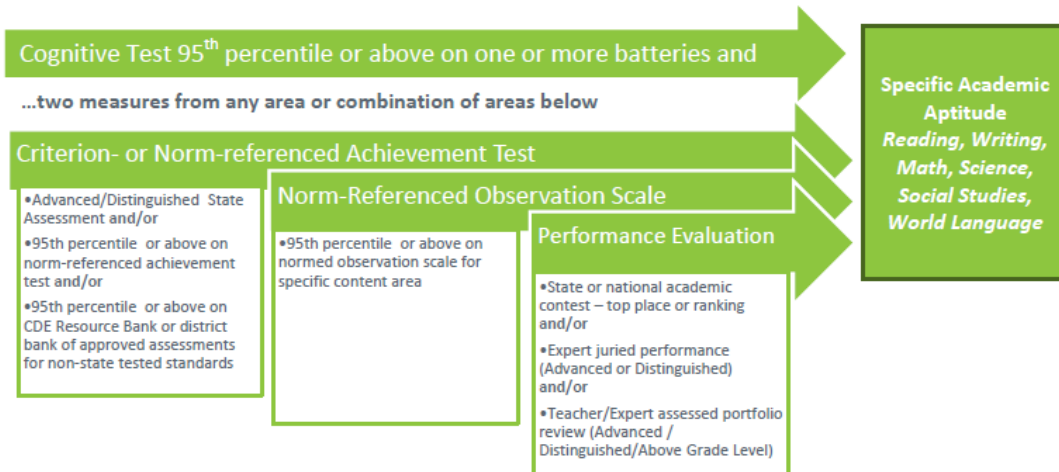 Cognitive Test 95th percentile or above on one or more batteries and
...two measures from any area or combination of areas below
Criterion- or Norm-referenced Achievement Test
•Advanced/Distinguished State
Assessment and/or
•95th percentile or above on
norm-referenced achievement
test and/or
•95th percentile or above on
CDE Resource Bank or district
bank of approved assessments
for non-state tested standards
Norm-Referenced Observation Scale
•95th percentile or above on
normed observation scale for
specific content area
Performance Evaluation
•State or national academic
contest – top place or ranking
and/or
•Expert juried performance
(Advanced or Distinguished)
and/or
•Teacher/Expert assessed portfolio
review (Advanced /
Distinguished/Above Grade Level)
Specific Academic
Aptitude
Reading, Writing,
Math, Science,
Social Studies,
World Language